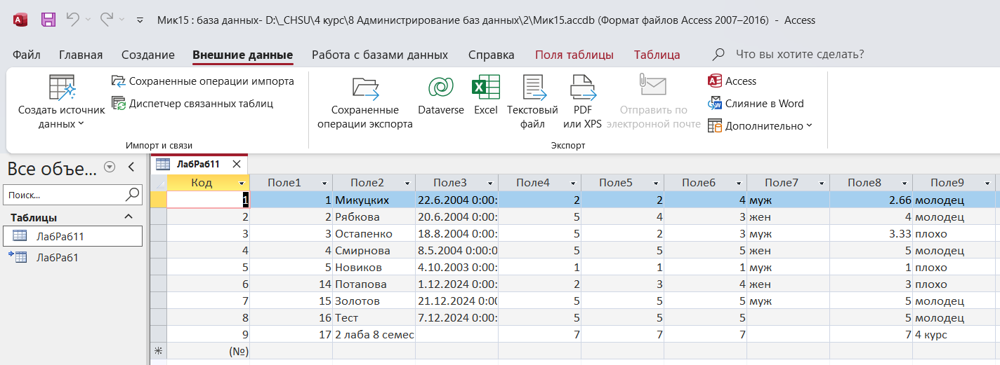 Мик15 : база данных- D:\_CHSU\4 курс\8 Администрирование баз данных\2\Мик15.accdb (Формат файлов Access 2007–2016) - Access
Файл Главная Создание Внешние данные Работа с базами данных Справка Поля таблицы Таблица Что вы хотите сделать?
Создать источник данных
Сохраненные операции импорта
Диспетчер связанных таблиц
Импорт и связи
Сохраненные операции экспорта
Dataverse
Excel
Текстовый файл
PDF или XPS
Отправить по электронной почте
Access
Слияние в Word
Дополнительно
Экспорт
Все объе...
Поиск...
Таблицы
ЛабРаб11
ЛабРаб1
ЛабРаб11
Код Поле1 Поле2 Поле3 Поле4 Поле5 Поле6 Поле7 Поле8 Поле9
1 1 Микуцких 22.6.2004 0:00: 2 2 4 муж 2.66 молодец
2 2 Рябкова 20.6.2004 0:00: 5 4 3 жен 4 молодец
3 3 Остапенко 18.8.2004 0:00: 5 2 3 муж 3.33 плохо
4 4 Смирнова 8.5.2004 0:00:0 5 5 5 жен 5 молодец
5 5 Новиков 4.10.2003 0:00: 1 1 1 муж 1 плохо
6 14 Потапова 1.12.2024 0:00: 2 3 4 жен 3 плохо
7 15 Золотов 21.12.2024 0:00 5 5 5 муж 5 молодец
8 16 Тест 7.12.2024 0:00: 5 5 5 5 молодец
9 17 2 лаба 8 семес 7 7 7 7 4 курс
(№)